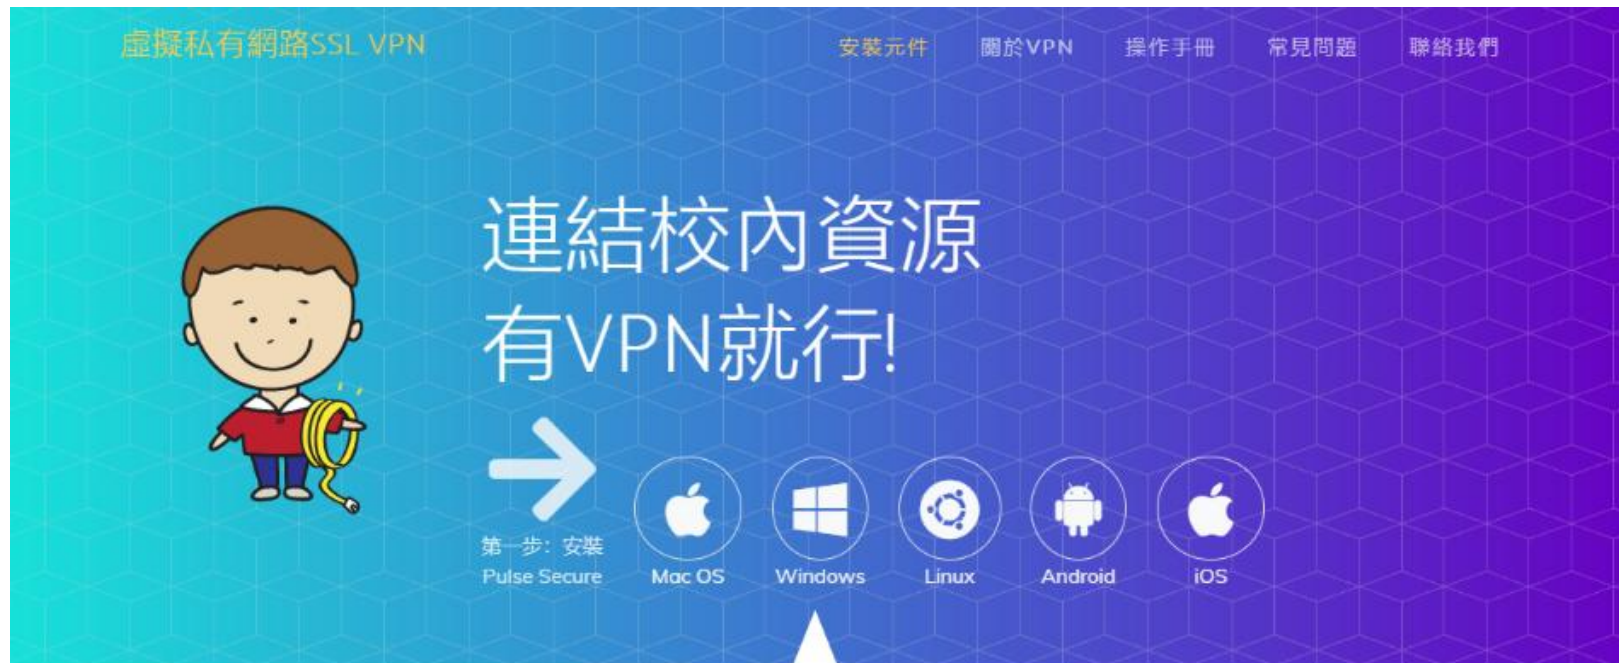 虛擬私有網路SSL VPN
安裝元件 關於VPN 操作手冊 常見問題 聯絡我們
連結校內資源
有VPN就行!
第一步：安裝
Pulse Secure
Mac OS
Windows
Linux
Android
iOS